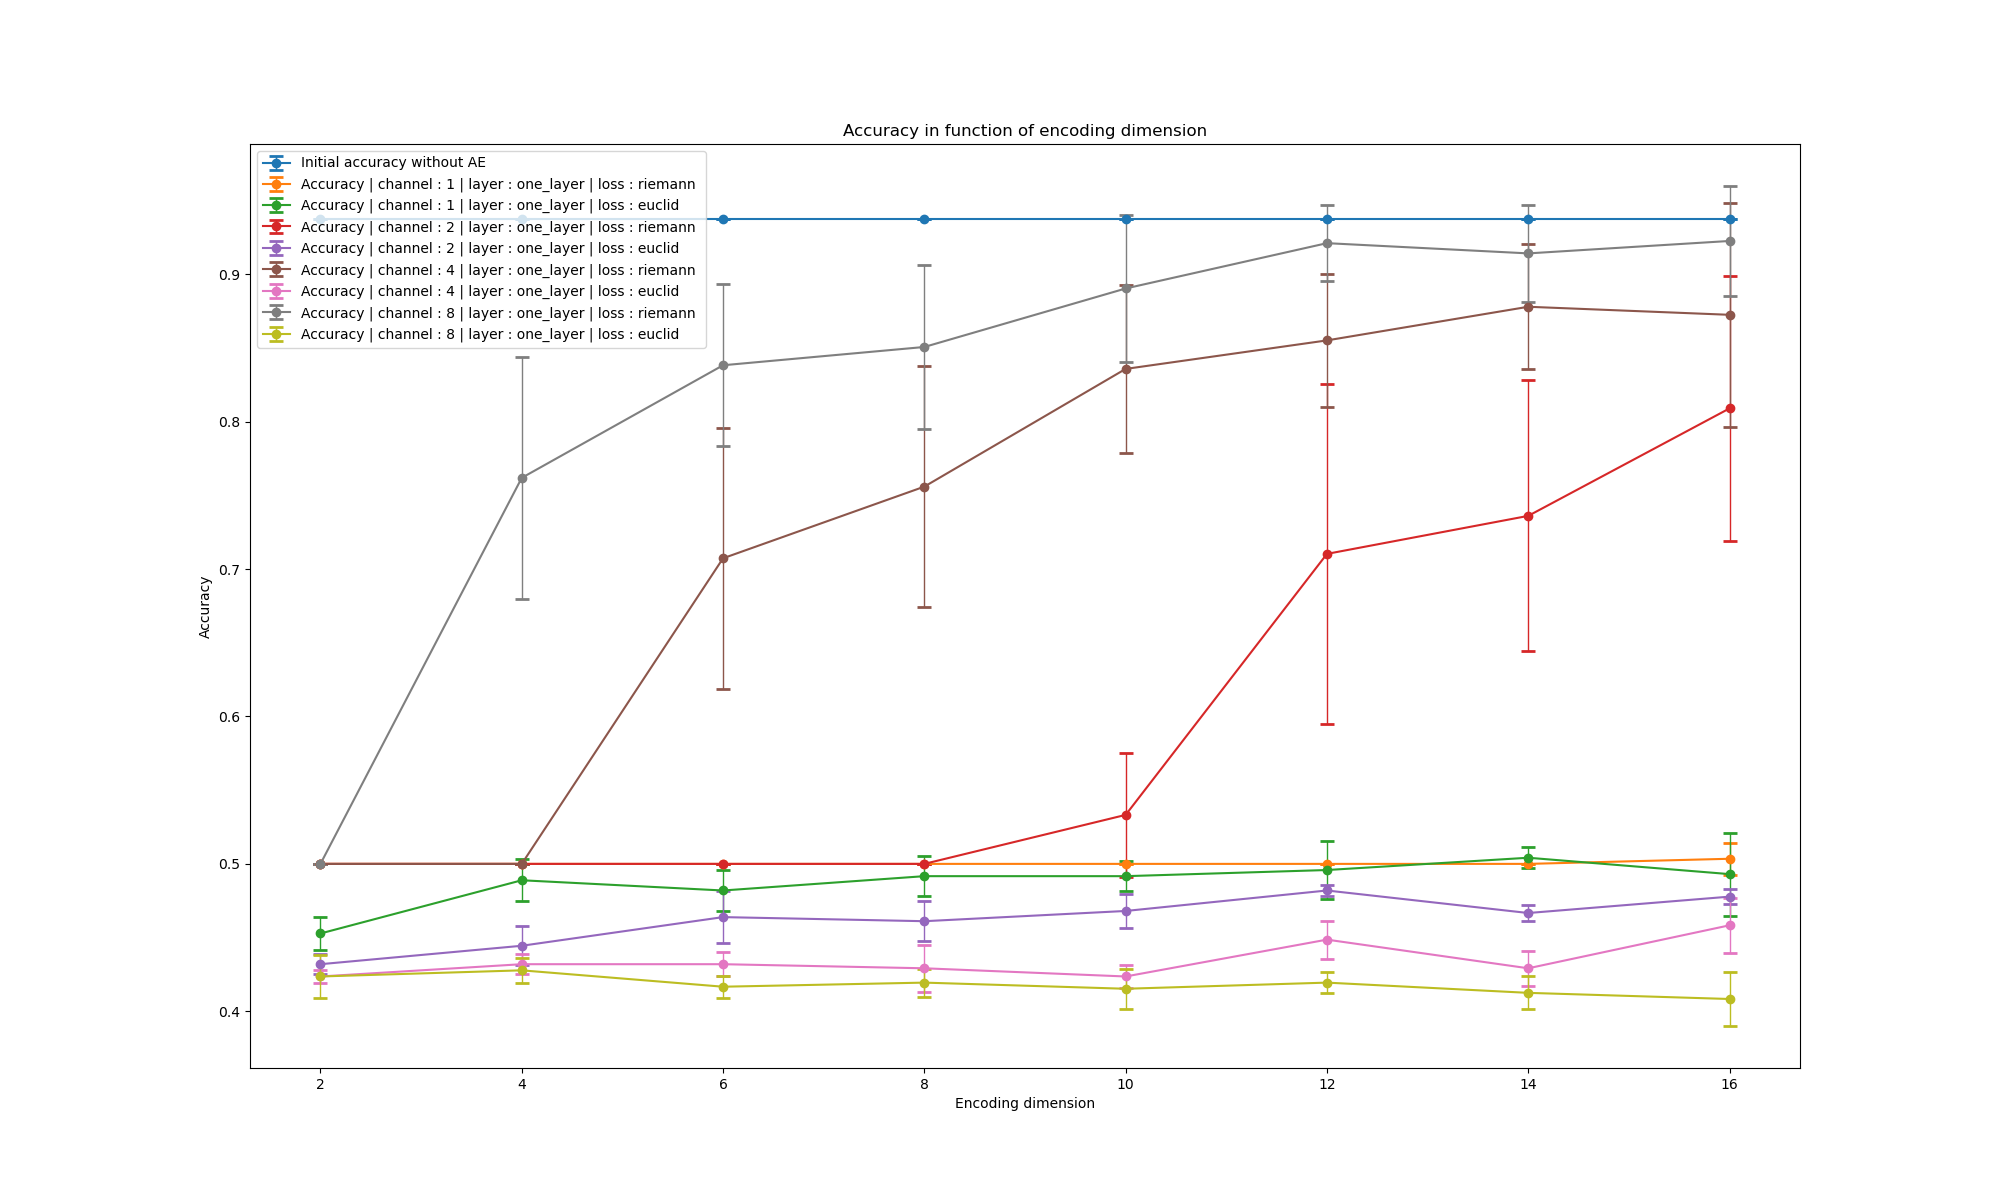 Accuracy in function of encoding dimension
Initial accuracy without AE
Accuracy | channel : 1 | layer : one_layer | loss : riemann
Accuracy | channel : 1 | layer : one_layer | loss : euclid
Accuracy | channel : 2 | layer : one_layer | loss : riemann
Accuracy | channel : 2 | layer : one_layer | loss : euclid
Accuracy | channel : 4 | layer : one_layer | loss : riemann
Accuracy | channel : 4 | layer : one_layer | loss : euclid
Accuracy | channel : 8 | layer : one_layer | loss : riemann
Accuracy | channel : 8 | layer : one_layer | loss : euclid
0.9
0.8
0.7
0.6
0.5
0.4
Accuracy
2 4 6 8 10 12 14 16
Encoding dimension